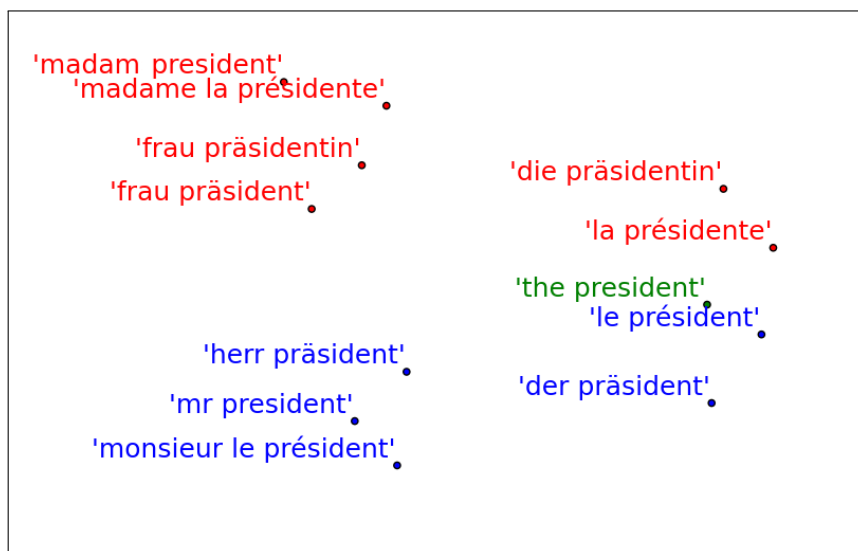 'madam president'
'madame la présidente'
'frau präsidentin'
'die präsidentin'
'frau präsident'
'la présidente'
'the president'
'le président'
'herr präsident'
'der präsident'
'mr president'
'monsieur le président'